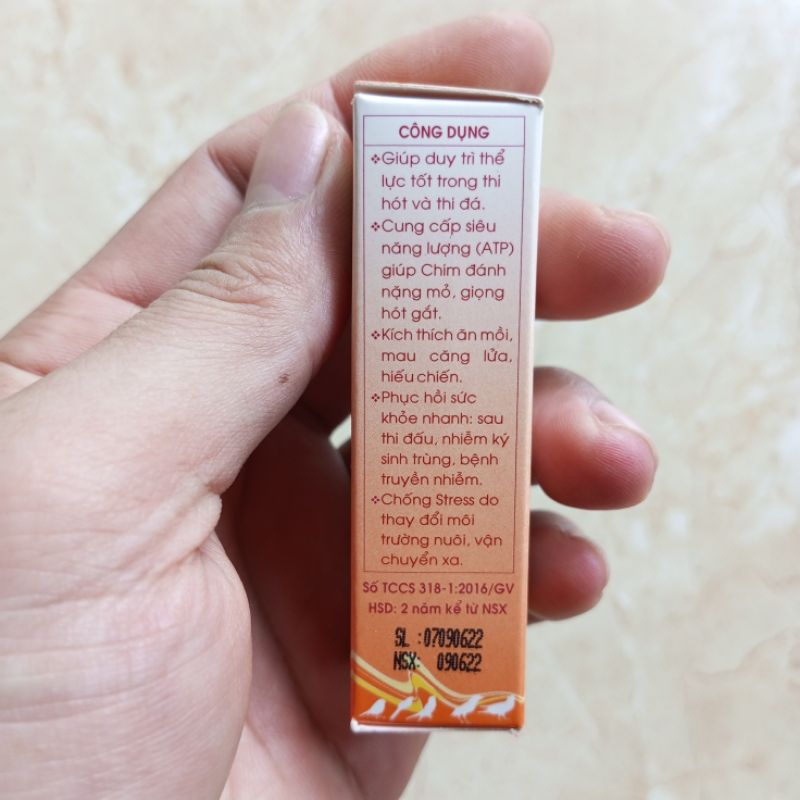 CÔNG DỤNG
❖Giúp duy trì thể
lực tốt trong thi
hót và thi đá.
❖Cung cấp siêu
năng lượng (ATP)
giúp Chim đánh
nặng mỏ, giọng
hót gắt.
❖Kích thích ăn mồi,
mau căng lửa,
hiếu chiến.
❖Phục hồi sức
khỏe nhanh: sau
thi đấu, nhiễm ký
sinh trùng, bệnh
truyền nhiễm.
❖Chống Stress do
thay đổi môi
trường nuôi, vận
chuyển xa.
Số TCCS 318-1:2016/GV
HSD: 2 năm kể từ NSX
SL :07090622
NSX: 090622